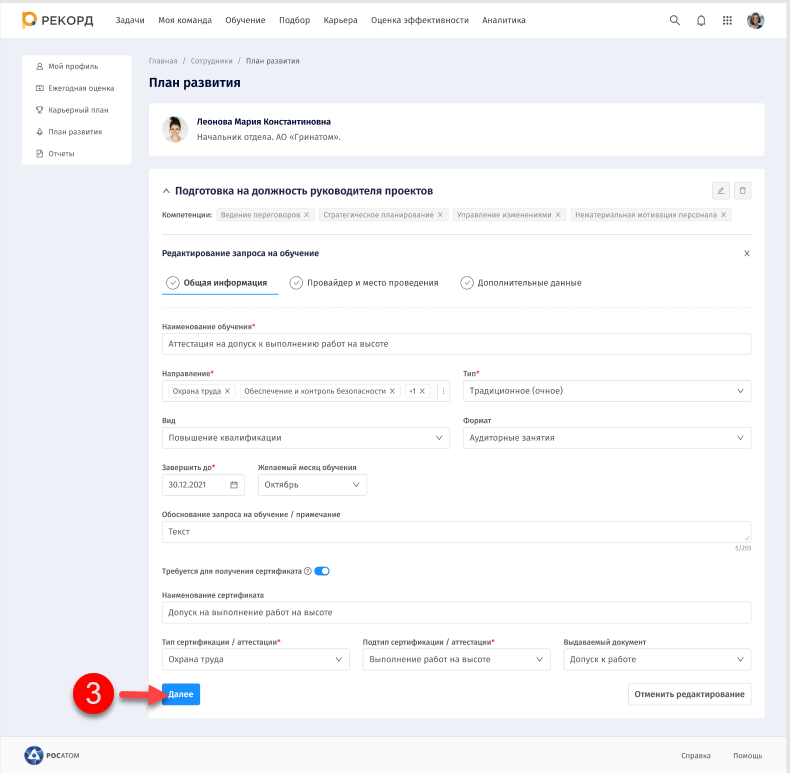 РЕКОРД Задачи Моя команда Обучение Подбор Карьера Оценка эффективности Аналитика
Мой профиль
Ежегодная оценка
Карьерный план
План развития
Отчеты
Главная / Сотрудники / План развития
План развития
Леонова Мария Константиновна
Начальник отдела. АО «Гринатом».
Подготовка на должность руководителя проектов
Компетенции: Ведение переговоров X Стратегическое планирование X Управление изменениями X Нематериальная мотивация персонала X
Редактирование запроса на обучение X
Общая информация Провайдер и место проведения Дополнительные данные
Наименование обучения*
Аттестация на допуск к выполнению работ на высоте
Направление* Тип*
Охрана труда X Обеспечение и контроль безопасности X +1 X Традиционное (очное)
Вид Формат
Повышение квалификации Аудиторные занятия
Завершить до* Желаемый месяц обучения
30.12.2021 Октябрь
Обоснование запроса на обучение / примечание
Текст
5/255
Требуется для получения сертификата ?
Наименование сертификата
Допуск на выполнение работ на высоте
Тип сертификации / аттестации* Подтип сертификации / аттестации* Выдаваемый документ
Охрана труда Выполнение работ на высоте Допуск к работе
3 Далее Отменить редактирование
РОСАТОМ Справка Помощь